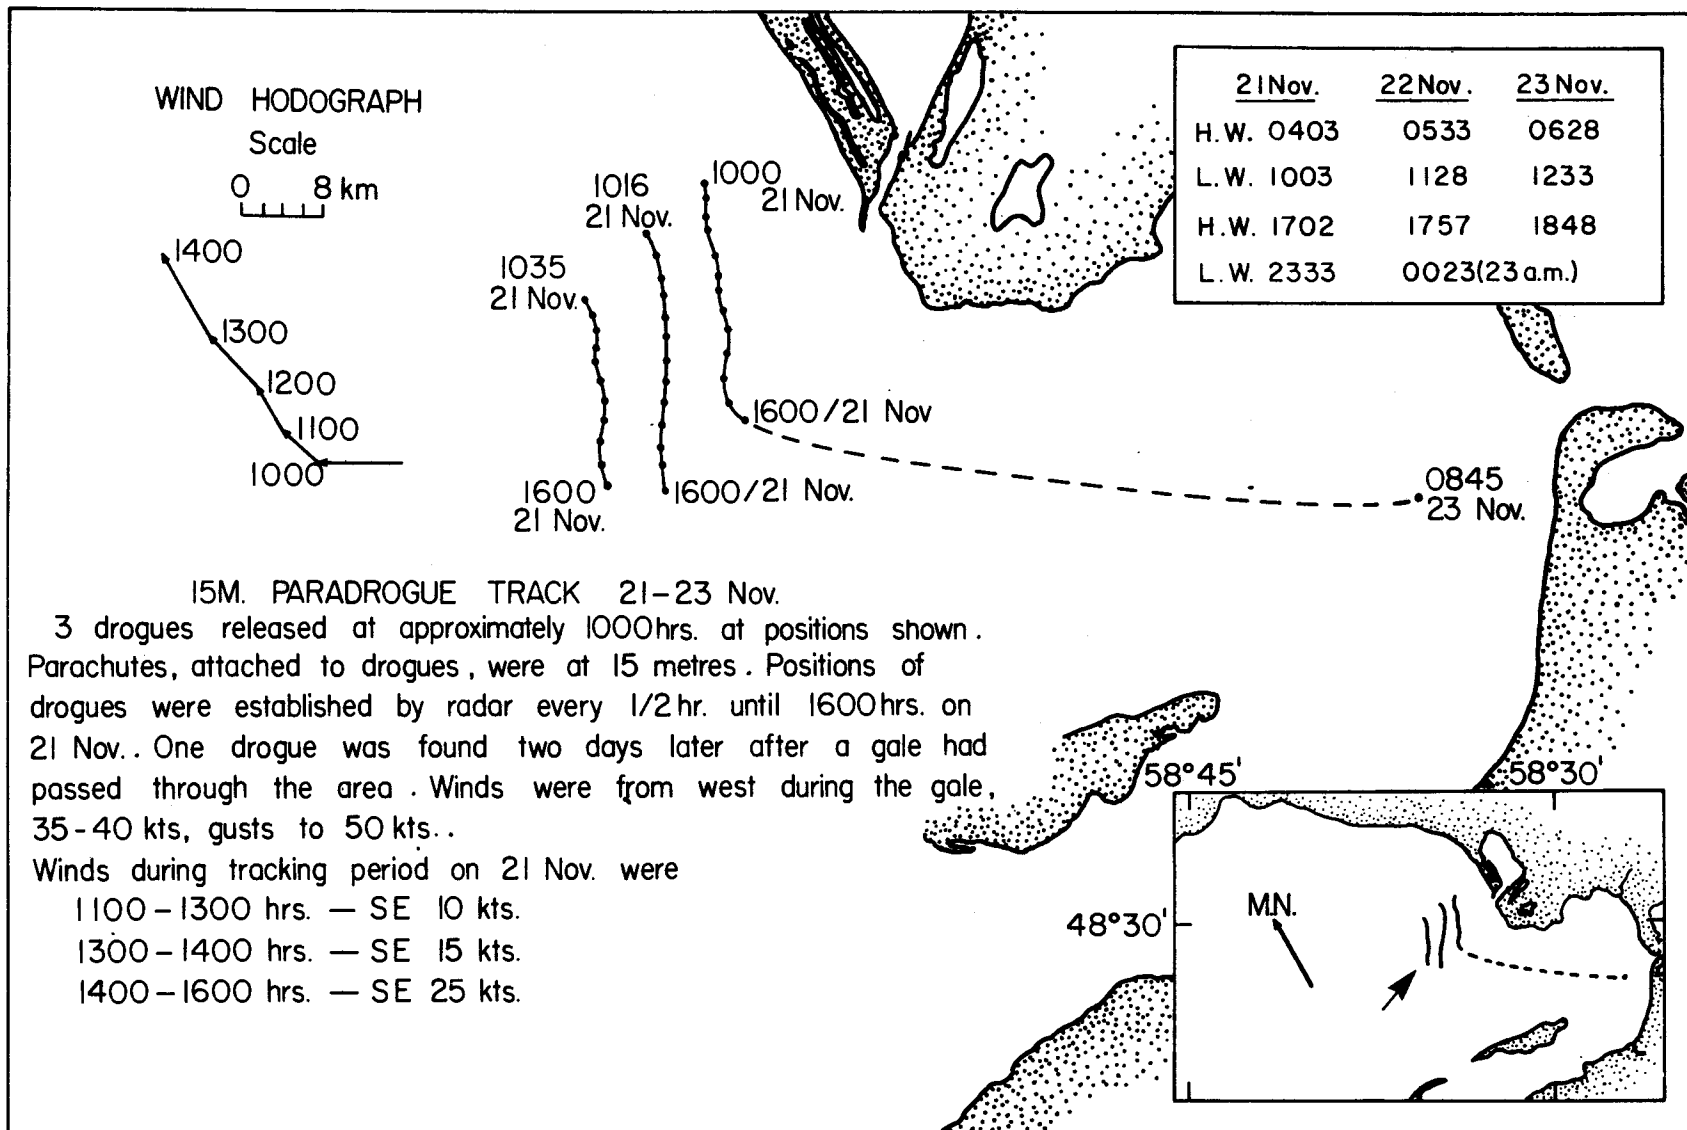 WIND HODOGRAPH
Scale
0 8 km
1400
1300
1200
1100
1000
1035
21 Nov.
1016
21 Nov.
1000
21 Nov.
1600
21 Nov.
1600/21 Nov.
1600/21 Nov
0845
23 Nov.
21 Nov. 22 Nov. 23 Nov.
H.W. 0403 0533 0628
L.W. 1003 1128 1233
H.W. 1702 1757 1848
L.W. 2333 0023(23 a.m.)
15M. PARADROGUE TRACK 21-23 Nov.
3 drogues released at approximately 1000hrs. at positions shown.
Parachutes, attached to drogues, were at 15 metres. Positions of
drogues were established by radar every 1/2 hr. until 1600hrs. on
21 Nov.. One drogue was found two days later after a gale had
passed through the area. Winds were from west during the gale,
35-40 kts, gusts to 50 kts..
Winds during tracking period on 21 Nov. were
1100-1300 hrs. — SE 10 kts.
1300-1400 hrs. — SE 15 kts.
1400-1600 hrs. — SE 25 kts.
58°45' 58°30'
48°30'
M.N.